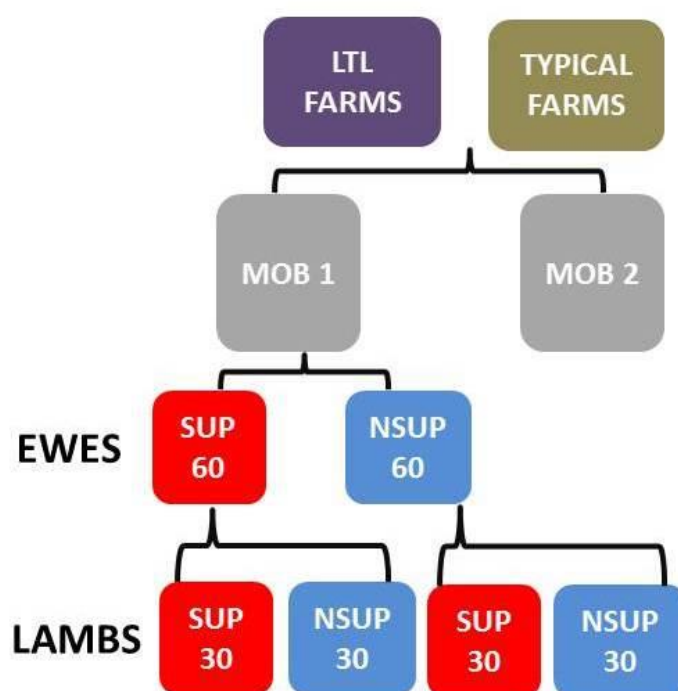 LTL
FARMS
TYPICAL
FARMS
MOB 1
MOB 2
EWES
SUP
60
NSUP
60
LAMBS
SUP
30
NSUP
30
SUP
30
NSUP
30